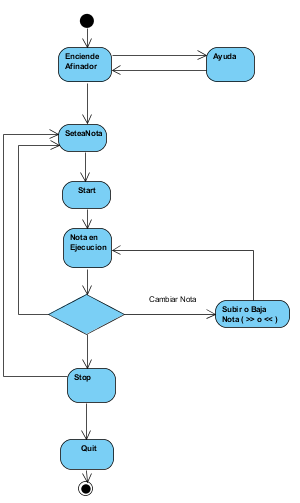 Enciende
Afinador
Ayuda
SeteaNota
Start
Nota en
Ejecucion
Cambiar Nota
Subir o Baja
Nota ( >> o << )
Stop
Quit